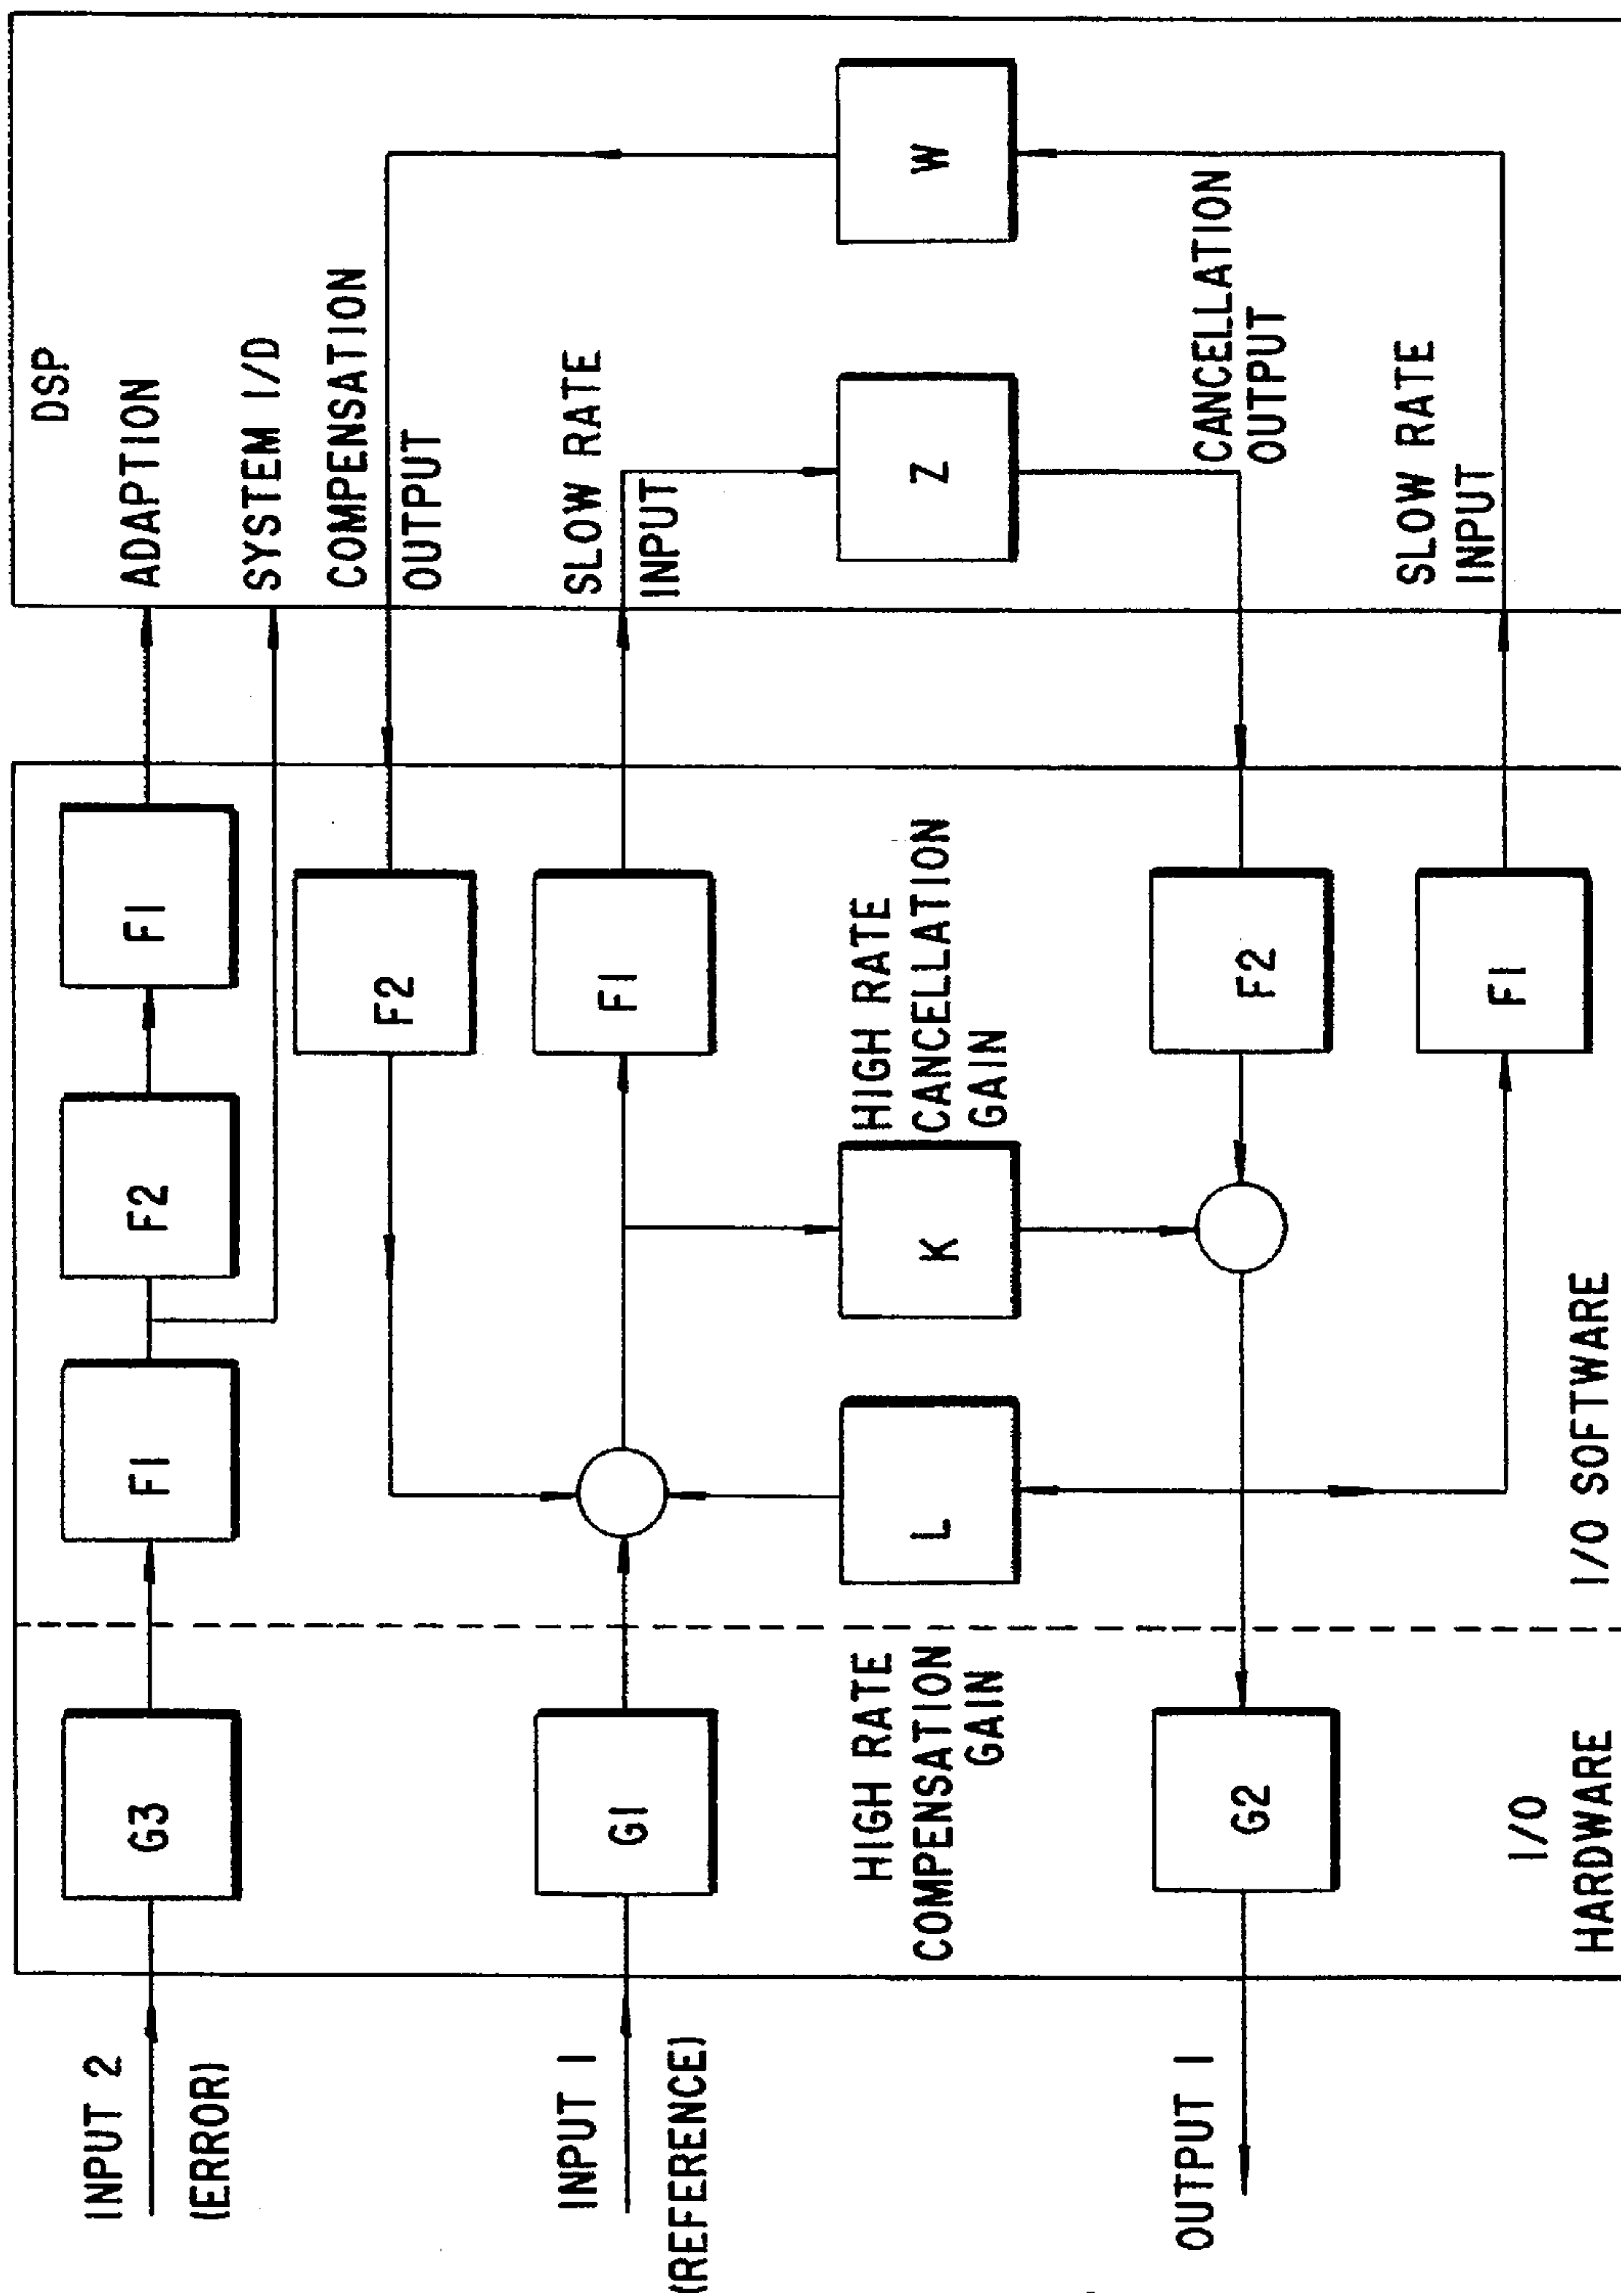 INPUT 2
(ERROR)
G3
F1
F2
F1
ADAPTION
DSP
SYSTEM I/D
COMPENSATION
OUTPUT
F2
INPUT 1
(REFERENCE)
G1
F1
SLOW RATE
INPUT
HIGH RATE
COMPENSATION
GAIN
L
K
HIGH RATE
CANCELLATION
GAIN
Z
W
OUTPUT 1
G2
F2
CANCELLATION
OUTPUT
F1
SLOW RATE
INPUT
I/O
HARDWARE
I/O SOFTWARE